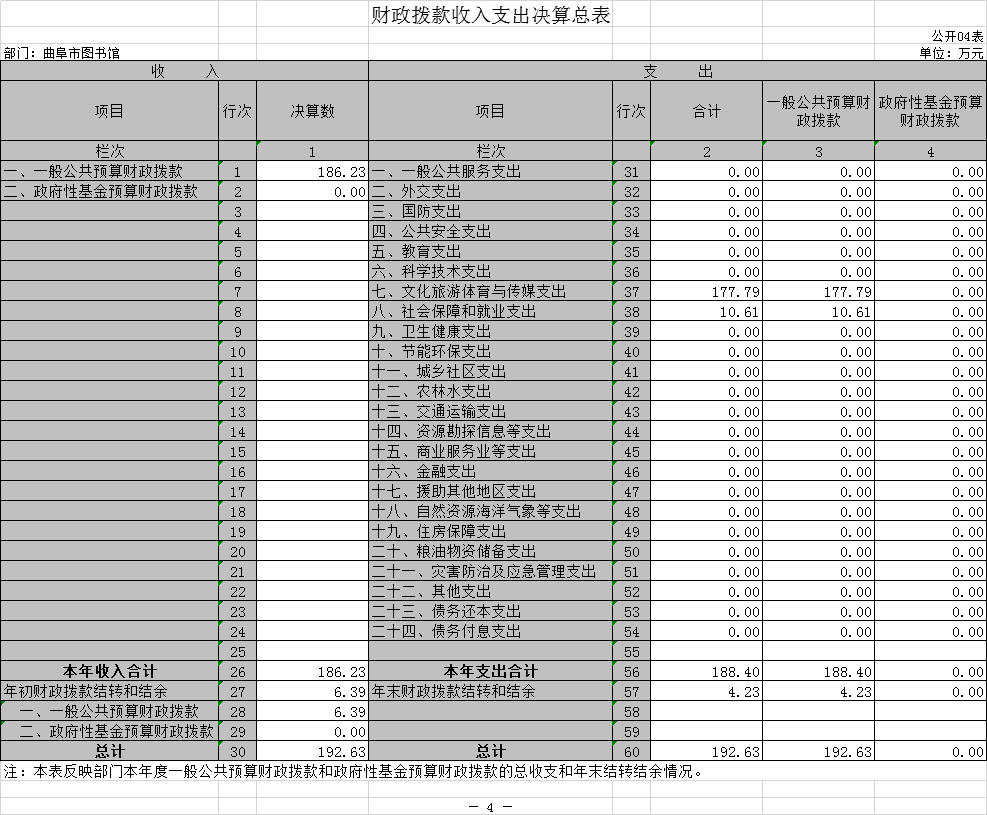 财政拨款收入支出决算总表
公开04表
部门：曲阜市图书馆 单位：万元
收 入 支 出
项目 行次 决算数 项目 行次 合计 一般公共预算财政拨款 政府性基金预算财政拨款
栏次 1 栏次 2 3 4
一、一般公共预算财政拨款 1 186.23 一、一般公共服务支出 31 0.00 0.00 0.00
二、政府性基金预算财政拨款 2 0.00 二、外交支出 32 0.00 0.00 0.00
3 三、国防支出 33 0.00 0.00 0.00
4 四、公共安全支出 34 0.00 0.00 0.00
5 五、教育支出 35 0.00 0.00 0.00
6 六、科学技术支出 36 0.00 0.00 0.00
7 七、文化旅游体育与传媒支出 37 177.79 177.79 0.00
8 八、社会保障和就业支出 38 10.61 10.61 0.00
9 九、卫生健康支出 39 0.00 0.00 0.00
10 十、节能环保支出 40 0.00 0.00 0.00
11 十一、城乡社区支出 41 0.00 0.00 0.00
12 十二、农林水支出 42 0.00 0.00 0.00
13 十三、交通运输支出 43 0.00 0.00 0.00
14 十四、资源勘探信息等支出 44 0.00 0.00 0.00
15 十五、商业服务业等支出 45 0.00 0.00 0.00
16 十六、金融支出 46 0.00 0.00 0.00
17 十七、援助其他地区支出 47 0.00 0.00 0.00
18 十八、自然资源海洋气象等支出 48 0.00 0.00 0.00
19 十九、住房保障支出 49 0.00 0.00 0.00
20 二十、粮油物资储备支出 50 0.00 0.00 0.00
21 二十一、灾害防治及应急管理支出 51 0.00 0.00 0.00
22 二十二、其他支出 52 0.00 0.00 0.00
23 二十三、债务还本支出 53 0.00 0.00 0.00
24 二十四、债务付息支出 54 0.00 0.00 0.00
25 55
本年收入合计 26 186.23 本年支出合计 56 188.40 188.40 0.00
年初财政拨款结转和结余 27 6.39 年末财政拨款结转和结余 57 4.23 4.23 0.00
一、一般公共预算财政拨款 28 6.39 58
二、政府性基金预算财政拨款 29 0.00 59
总计 30 192.63 总计 60 192.63 192.63 0.00
注：本表反映部门本年度一般公共预算财政拨款和政府性基金预算财政拨款的总收支和年末结转结余情况。
— 4 —